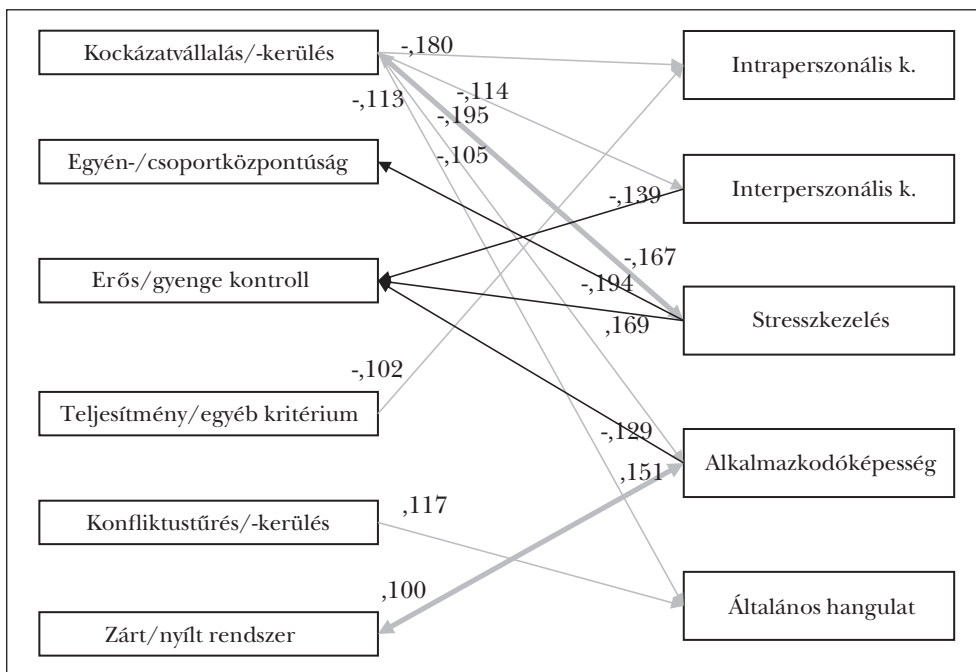 Kockázatvállalás/-kerülés
Egyén-/csoportközpontúság
Erős/gyenge kontroll
Teljesítmény/egyéb kritérium
Konfliktustűrés/-kerülés
Zárt/nyílt rendszer
-,180
-,113
-,114
-,195
-,105
-,139
-,167
-,194
,169
-,102
-,129
,151
,117
,100
Intraperszonális k.
Interperszonális k.
Stresszkezelés
Alkalmazkodóképesség
Általános hangulat